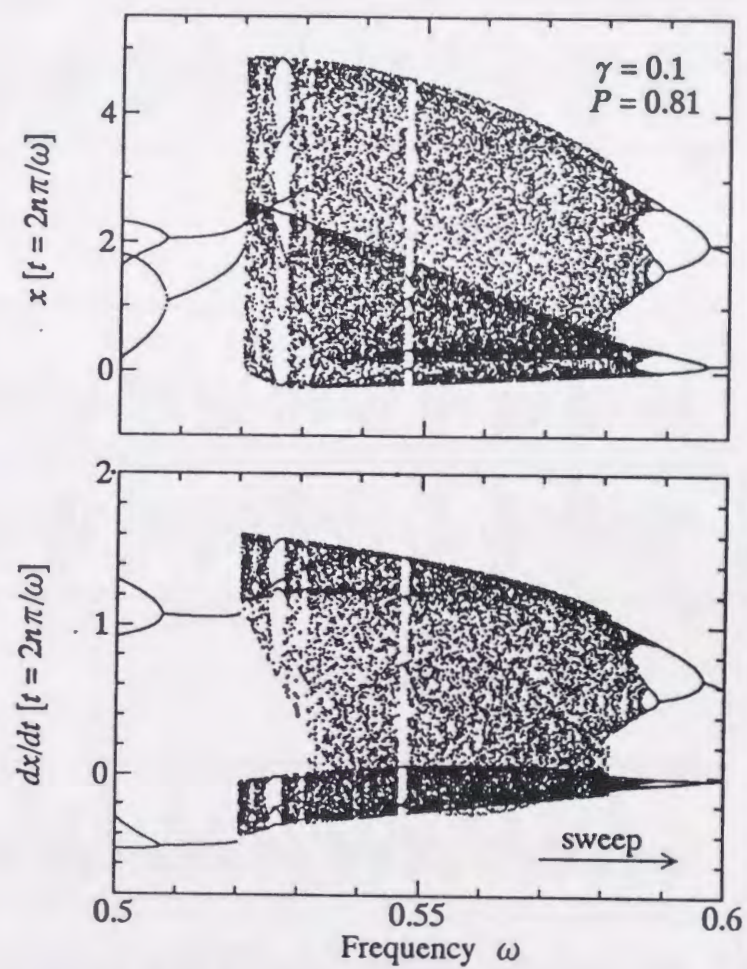 x [t = 2nπ/ω]
4
2
0
γ = 0.1
P = 0.81
dx/dt [t = 2nπ/ω]
2
1
0
sweep
0.5
0.55
0.6
Frequency ω